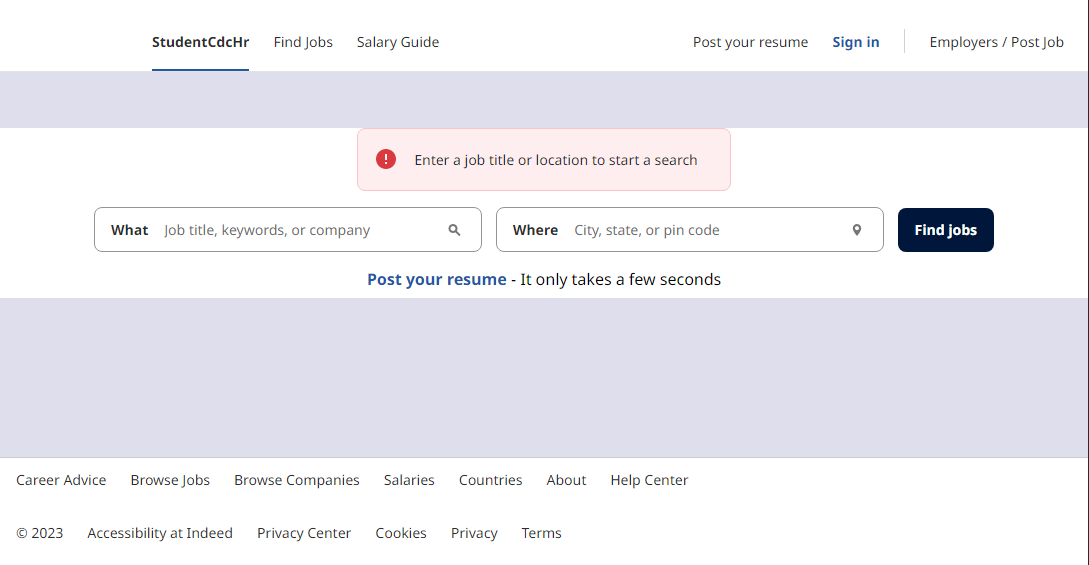 StudentCdcHr Find Jobs Salary Guide Post your resume Sign in Employers / Post Job
Enter a job title or location to start a search
What Job title, keywords, or company Where City, state, or pin code Find jobs
Post your resume - It only takes a few seconds
Career Advice Browse Jobs Browse Companies Salaries Countries About Help Center
© 2023 Accessibility at Indeed Privacy Center Cookies Privacy Terms